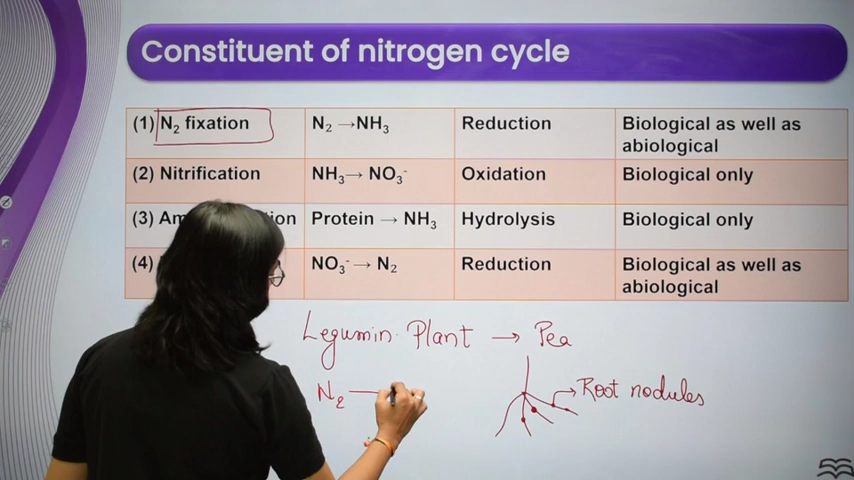 Constituent of nitrogen cycle
(1) N₂ fixation N₂ →NH₃ Reduction Biological as well as
abiological
(2) Nitrification NH₃→ NO₃⁻ Oxidation Biological only
(3) Am ion Protein → NH₃ Hydrolysis Biological only
(4) NO₃⁻ → N₂ Reduction Biological as well as
abiological
Legumin Plant → Pea
N₂ —
→ Root nodules